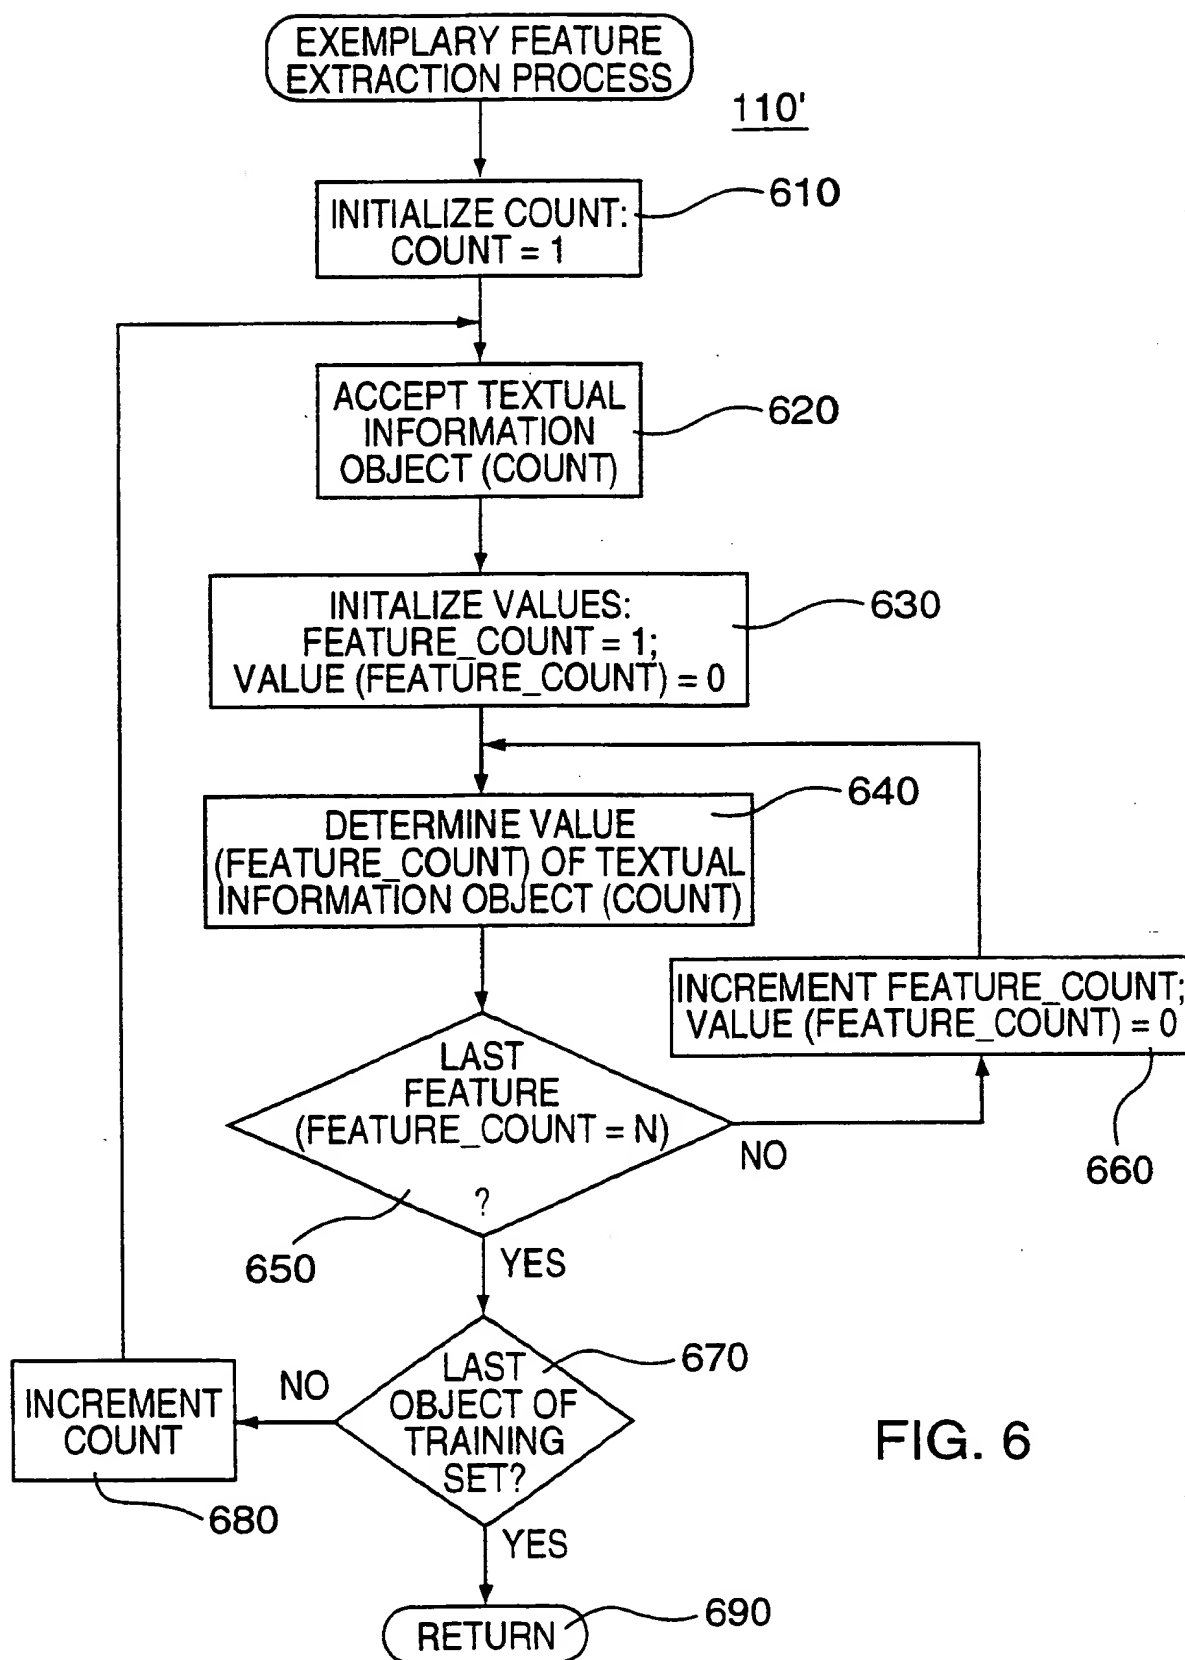 EXEMPLARY FEATURE
EXTRACTION PROCESS
110'
INITIALIZE COUNT:
COUNT = 1
610
ACCEPT TEXTUAL
INFORMATION
OBJECT (COUNT)
620
INITALIZE VALUES:
FEATURE_COUNT = 1;
VALUE (FEATURE_COUNT) = 0
630
DETERMINE VALUE
(FEATURE_COUNT) OF TEXTUAL
INFORMATION OBJECT (COUNT)
640
INCREMENT FEATURE_COUNT;
VALUE (FEATURE_COUNT) = 0
660
LAST
FEATURE
(FEATURE_COUNT = N)
?
650
NO
YES
LAST
OBJECT OF
TRAINING
SET?
670
NO
INCREMENT
COUNT
680
YES
RETURN
690
FIG. 6